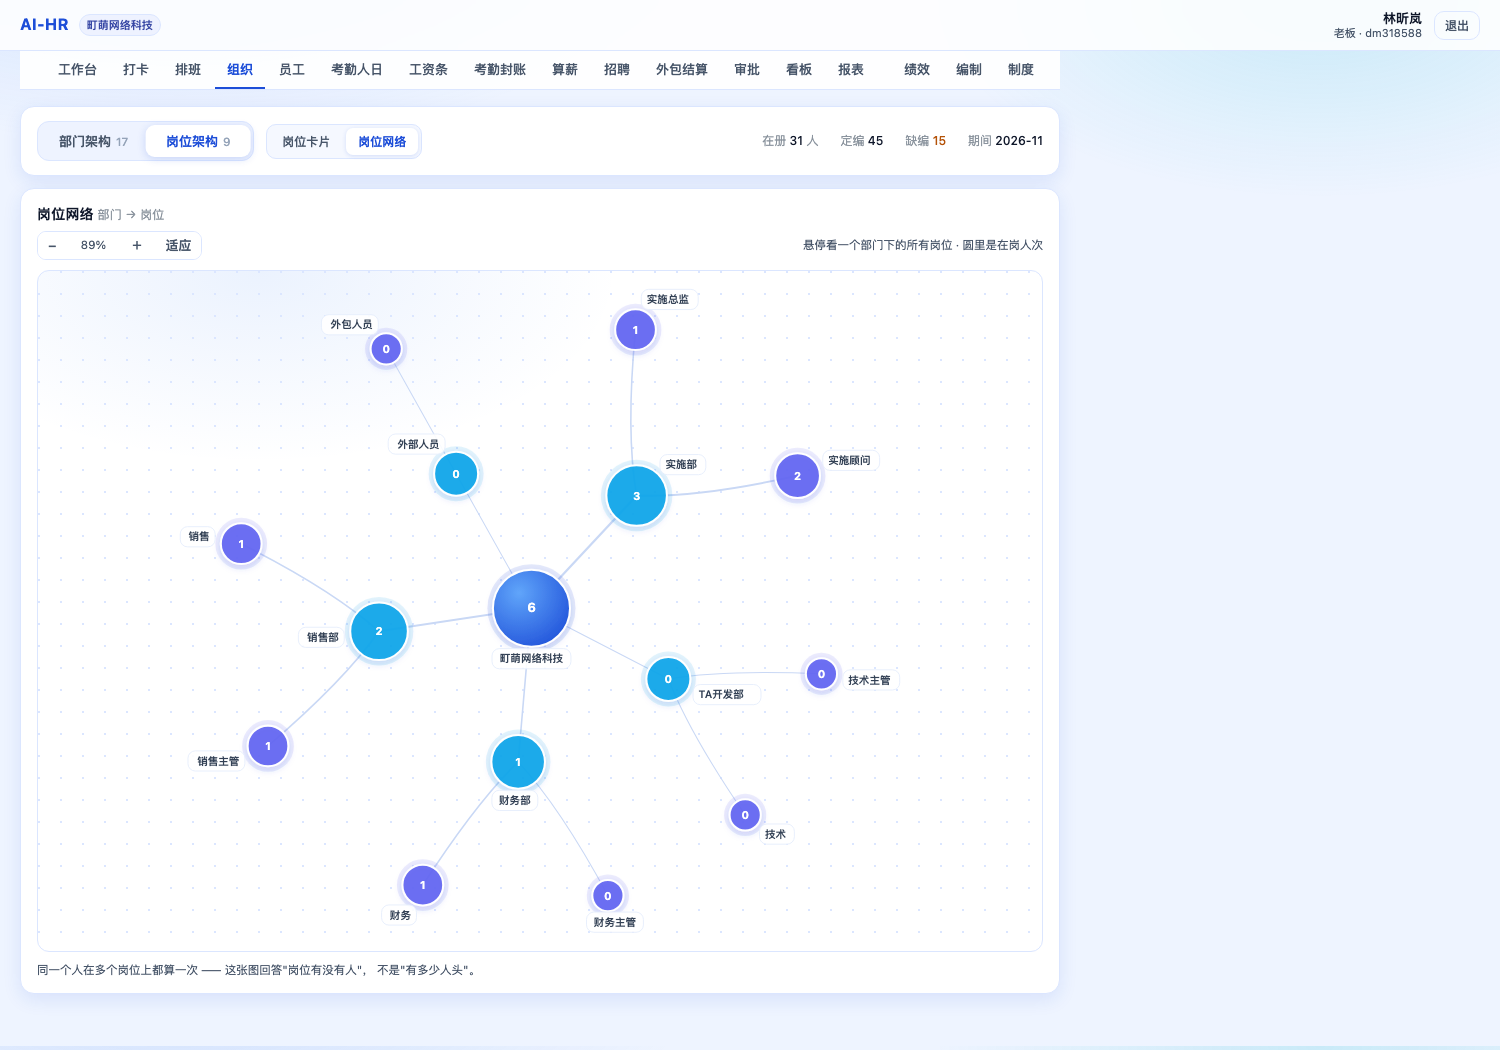 AI-HR 町萌网络科技
林昕岚
老板 · dm318588
退出
工作台 打卡 排班 组织 员工 考勤人日 工资条 考勤封账 算薪 招聘 外包结算 审批 看板 报表 绩效 编制 制度
部门架构 17 岗位架构 9 岗位卡片 岗位网络 在册 31 人 定编 45 缺编 15 期间 2026-11
岗位网络 部门 → 岗位
− 89% + 适应 悬停看一个部门下的所有岗位 · 圆里是在岗人次
实施总监
1
外包人员
0
外部人员
0
实施部
3
实施顾问
2
销售
1
6
町萌网络科技
销售部
2
0
TA开发部
0
技术主管
销售主管
1
1
财务部
0
技术
1
财务
0
财务主管
同一个人在多个岗位上都算一次 —— 这张图回答"岗位有没有人", 不是"有多少人头"。